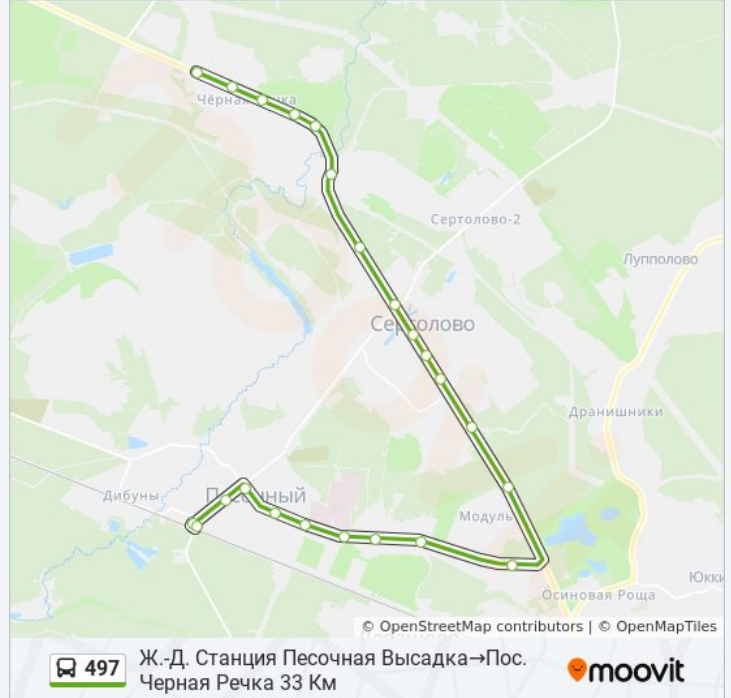 Чёрная Речка
Сертолово-2
Лупполово
Сертолово
Дранишники
Дибуны
Песочный
Модуль
Юкки
Осиновая Роща
© OpenStreetMap contributors | © OpenMapTiles
497
Ж.-Д. Станция Песочная Высадка→Пос.
Черная Речка 33 Км
moovit